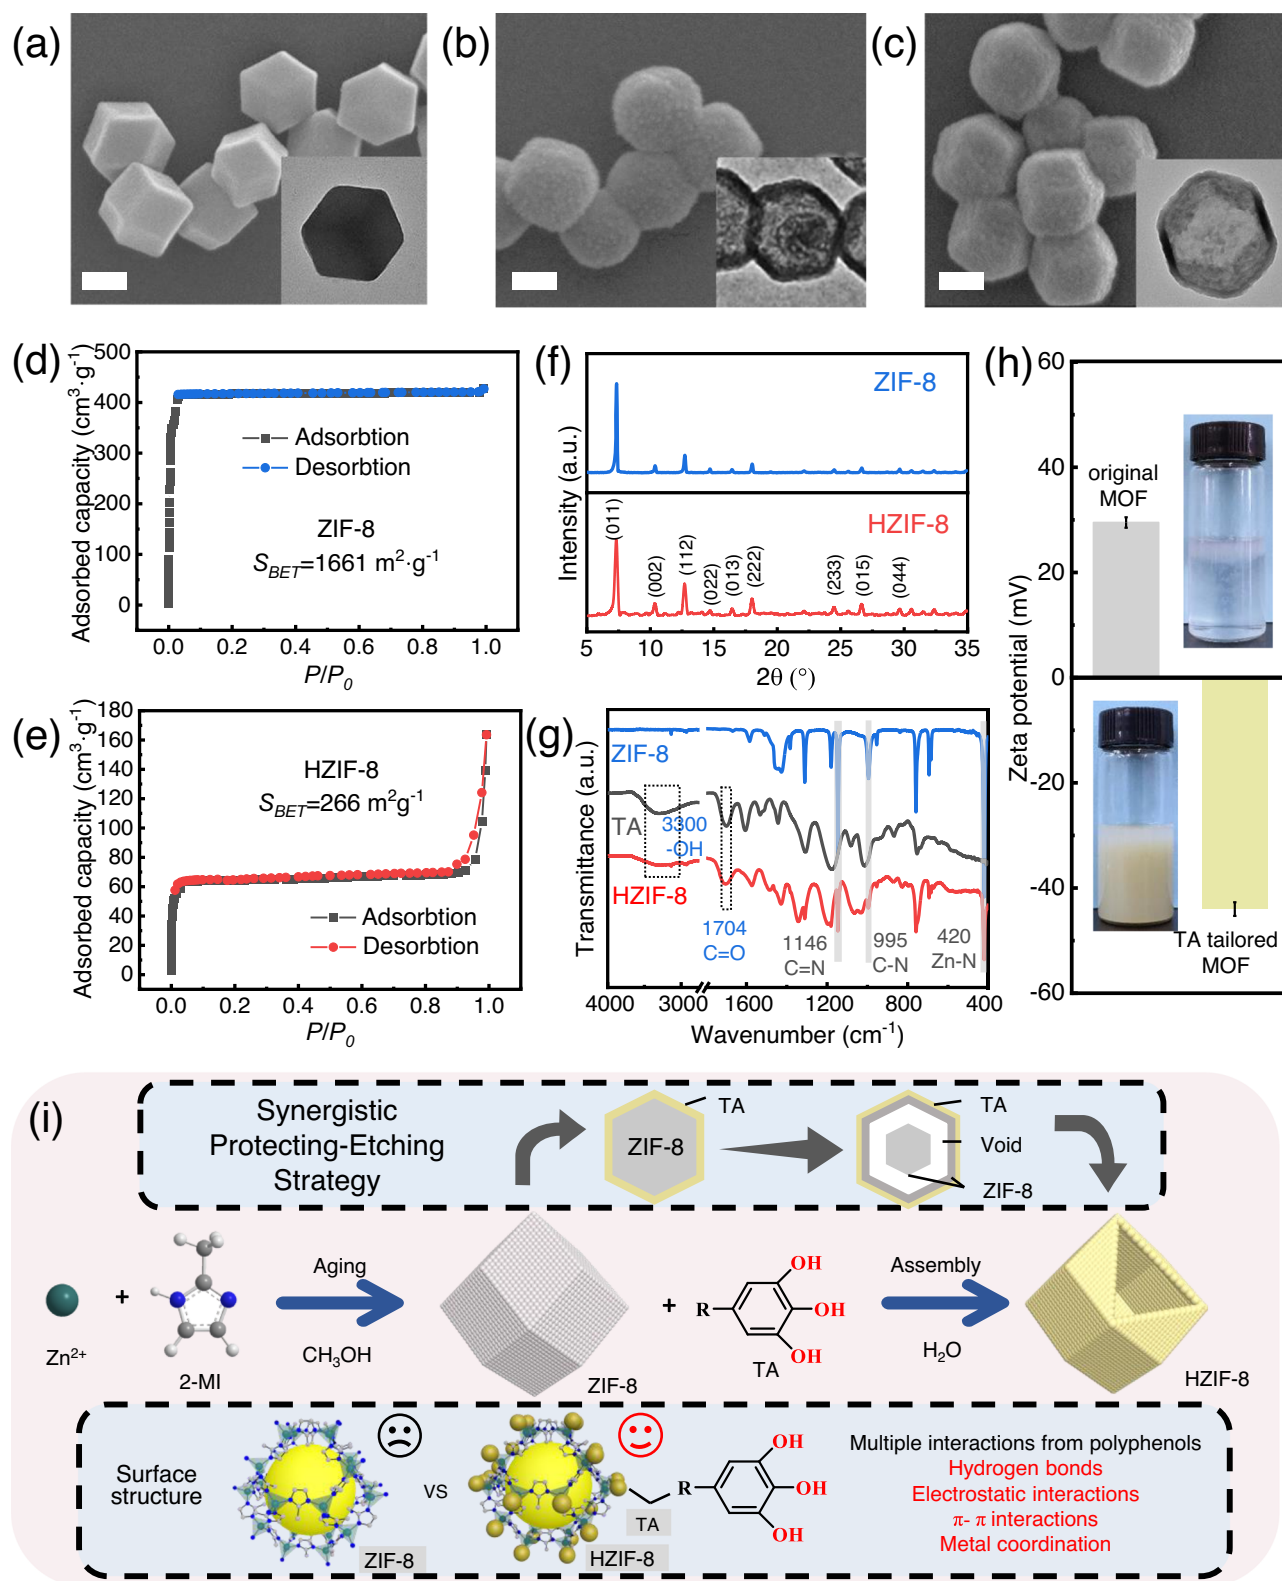 (a)
(b)
(c)
(d)
Adsorbed capacity (cm³·g⁻¹)
500
400
300
200
100
0
Adsorbtion
Desorbtion
ZIF-8
S_BET=1661 m²·g⁻¹
0.0 0.2 0.4 0.6 0.8 1.0
P/P₀
(e)
Adsorbed capacity (cm³·g⁻¹)
180
160
140
120
100
80
60
40
20
0
HZIF-8
S_BET=266 m²g⁻¹
Adsorbtion
Desorbtion
0.0 0.2 0.4 0.6 0.8 1.0
P/P₀
(f)
Intensity (a.u.)
ZIF-8
HZIF-8
(011)
(002)
(112)
(022)
(013)
(222)
(233)
(015)
(044)
5 10 15 20 25 30 35
2θ (°)
(g)
Transmittance (a.u.)
ZIF-8
TA
3300
-OH
HZIF-8
1704
C=O
1146
C=N
995
C-N
420
Zn-N
4000 3000 1600 1200 800 400
Wavenumber (cm⁻¹)
(h)
Zeta potential (mV)
60
40
20
0
-20
-40
-60
original
MOF
TA tailored
MOF
(i)
Synergistic
Protecting-Etching
Strategy
TA
ZIF-8
TA
Void
ZIF-8
Zn²⁺
+
2-MI
Aging
CH₃OH
ZIF-8
+
R
OH
OH
OH
TA
Assembly
H₂O
HZIF-8
Surface
structure
ZIF-8
VS
HZIF-8
TA
R
OH
OH
OH
Multiple interactions from polyphenols
Hydrogen bonds
Electrostatic interactions
π- π interactions
Metal coordination